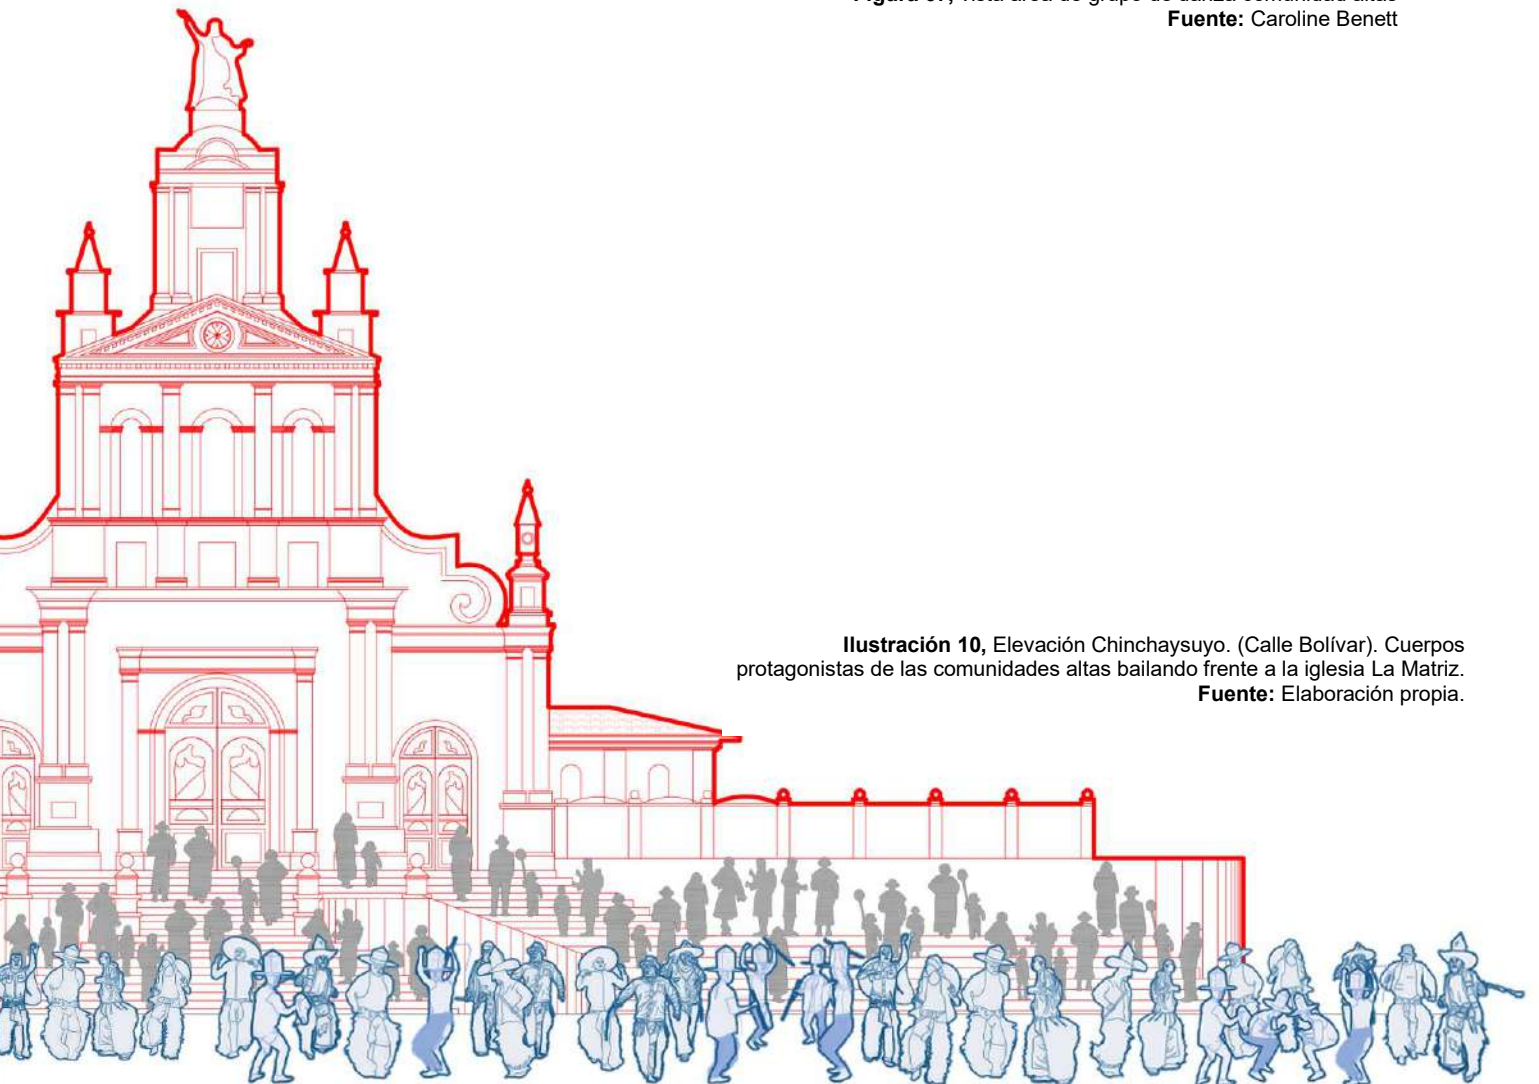 Fuente: Caroline Benett
Ilustración 10, Elevación Chinchaysuyo. (Calle Bolívar). Cuerpos
protagonistas de las comunidades altas bailando frente a la iglesia La Matriz.
Fuente: Elaboración propia.